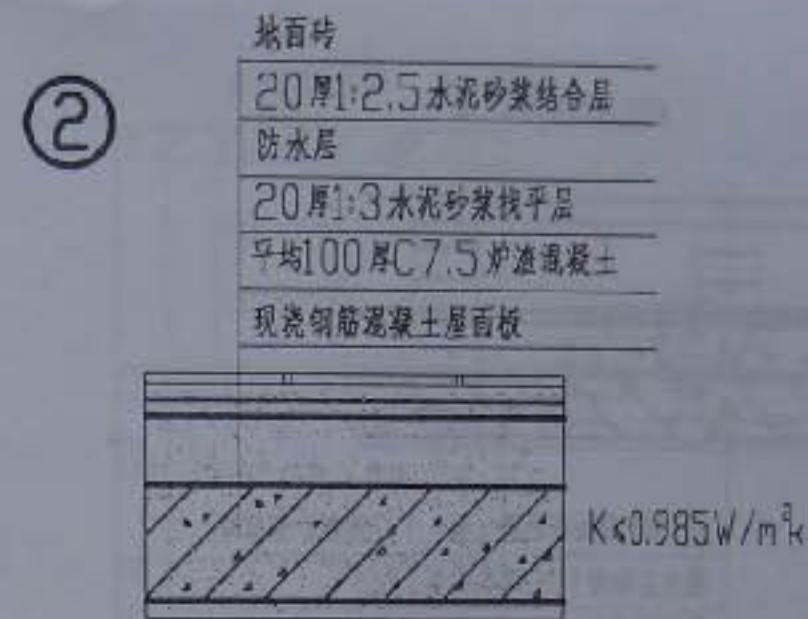 地面砖
②
20厚1:2.5水泥砂浆结合层
防水层
20厚1:3水泥砂浆找平层
平均100厚C7.5炉渣混凝土
现浇钢筋混凝土屋面板
K≤0.985W/m²k